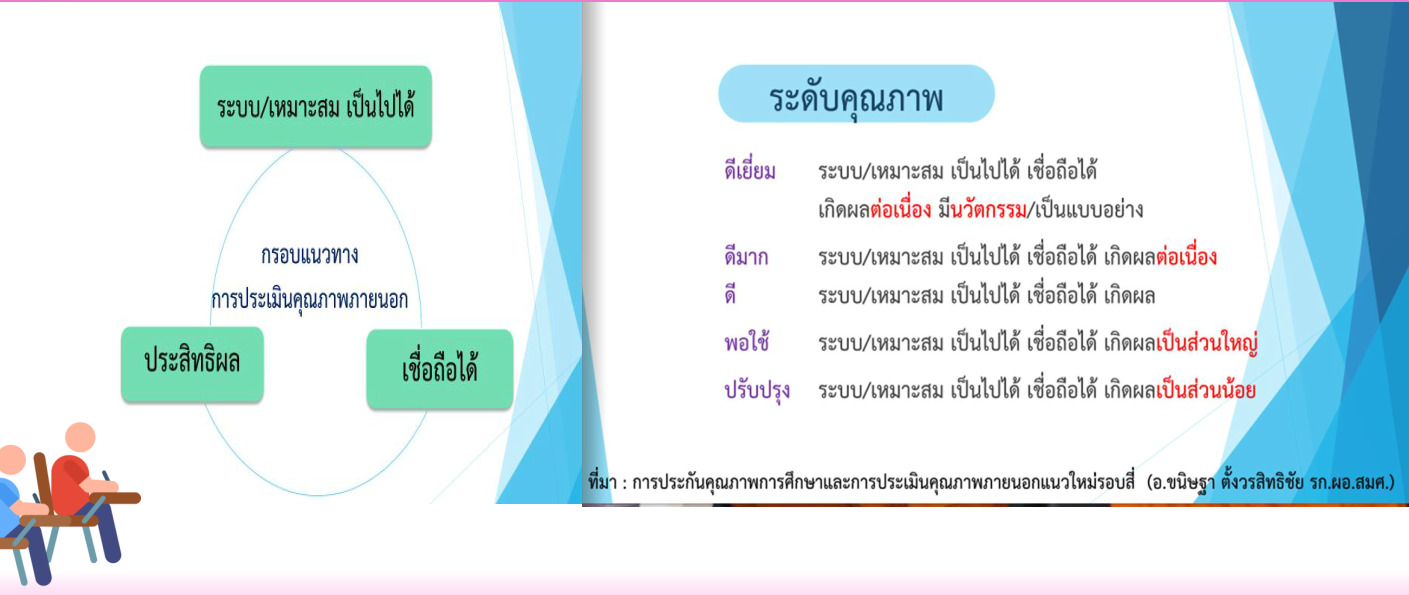 ระบบ/เหมาะสม เป็นไปได้
กรอบแนวทาง
การประเมินคุณภาพภายนอก
ประสิทธิผล
เชื่อถือได้
ระดับคุณภาพ
ดีเยี่ยม ระบบ/เหมาะสม เป็นไปได้ เชื่อถือได้
เกิดผลต่อเนื่อง มีนวัตกรรม/เป็นแบบอย่าง
ดีมาก ระบบ/เหมาะสม เป็นไปได้ เชื่อถือได้ เกิดผลต่อเนื่อง
ดี ระบบ/เหมาะสม เป็นไปได้ เชื่อถือได้ เกิดผล
พอใช้ ระบบ/เหมาะสม เป็นไปได้ เชื่อถือได้ เกิดผลเป็นส่วนใหญ่
ปรับปรุง ระบบ/เหมาะสม เป็นไปได้ เชื่อถือได้ เกิดผลเป็นส่วนน้อย
ที่มา : การประกันคุณภาพการศึกษาและการประเมินคุณภาพภายนอกแนวใหม่รอบสี่ (อ.ขนิษฐา ตั้งวรสิทธิชัย รก.ผอ.สมศ.)